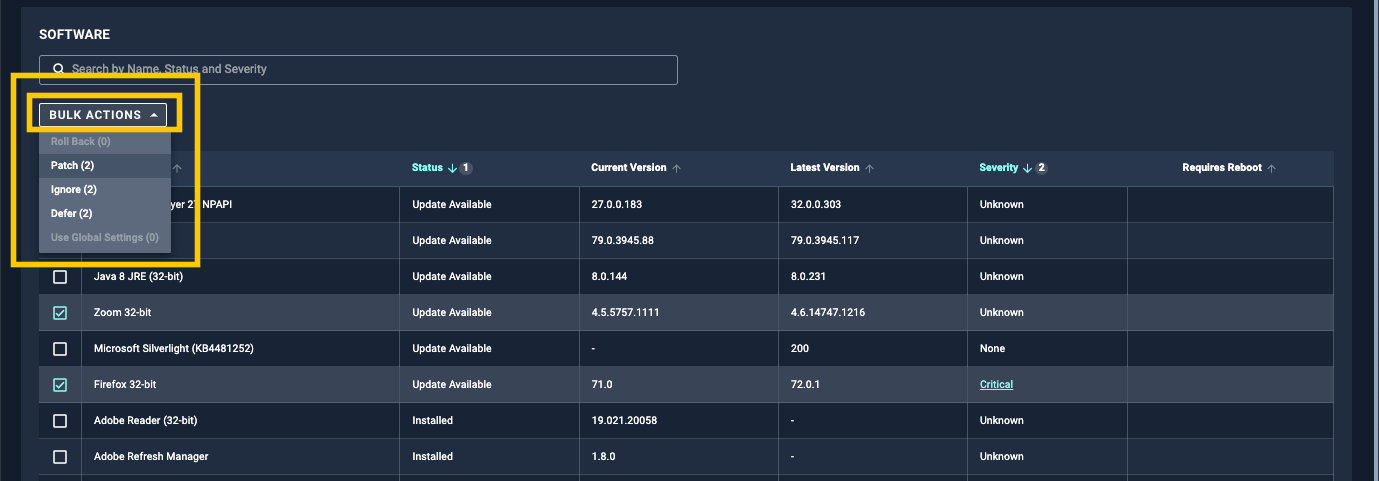 SOFTWARE
Search by Name, Status and Severity
BULK ACTIONS
Roll Back (0)
Patch (2)
Ignore (2)
Defer (2)
Use Global Settings (0)
Status 1 Current Version Latest Version Severity 2 Requires Reboot
NPAPI Update Available 27.0.0.183 32.0.0.303 Unknown
Update Available 79.0.3945.88 79.0.3945.117 Unknown
Java 8 JRE (32-bit) Update Available 8.0.144 8.0.231 Unknown
Zoom 32-bit Update Available 4.5.5757.1111 4.6.14747.1216 Unknown
Microsoft Silverlight (KB4481252) Update Available - 200 None
Firefox 32-bit Update Available 71.0 72.0.1 Critical
Adobe Reader (32-bit) Installed 19.021.20058 - Unknown
Adobe Refresh Manager Installed 1.8.0 - Unknown